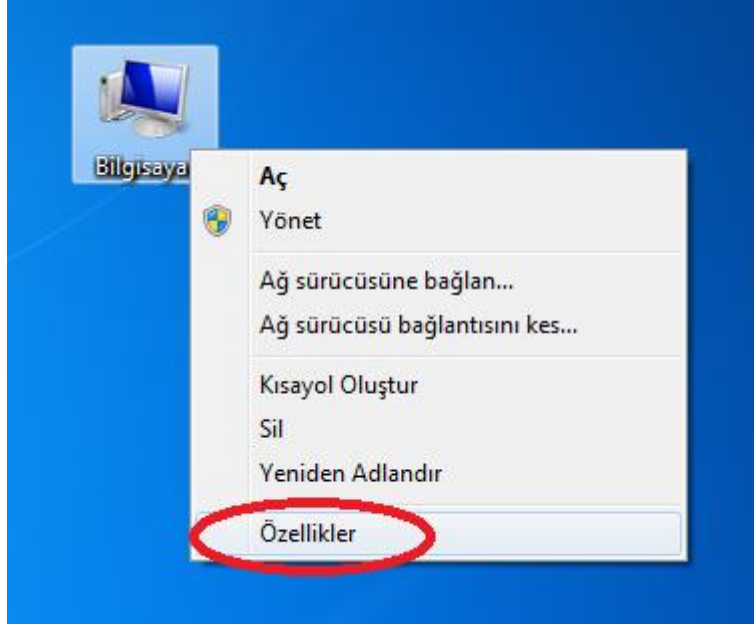 Bilgisaya
Aç
Yönet
Ağ sürücüsüne bağlan...
Ağ sürücüsü bağlantısını kes...
Kısayol Oluştur
Sil
Yeniden Adlandır
Özellikler